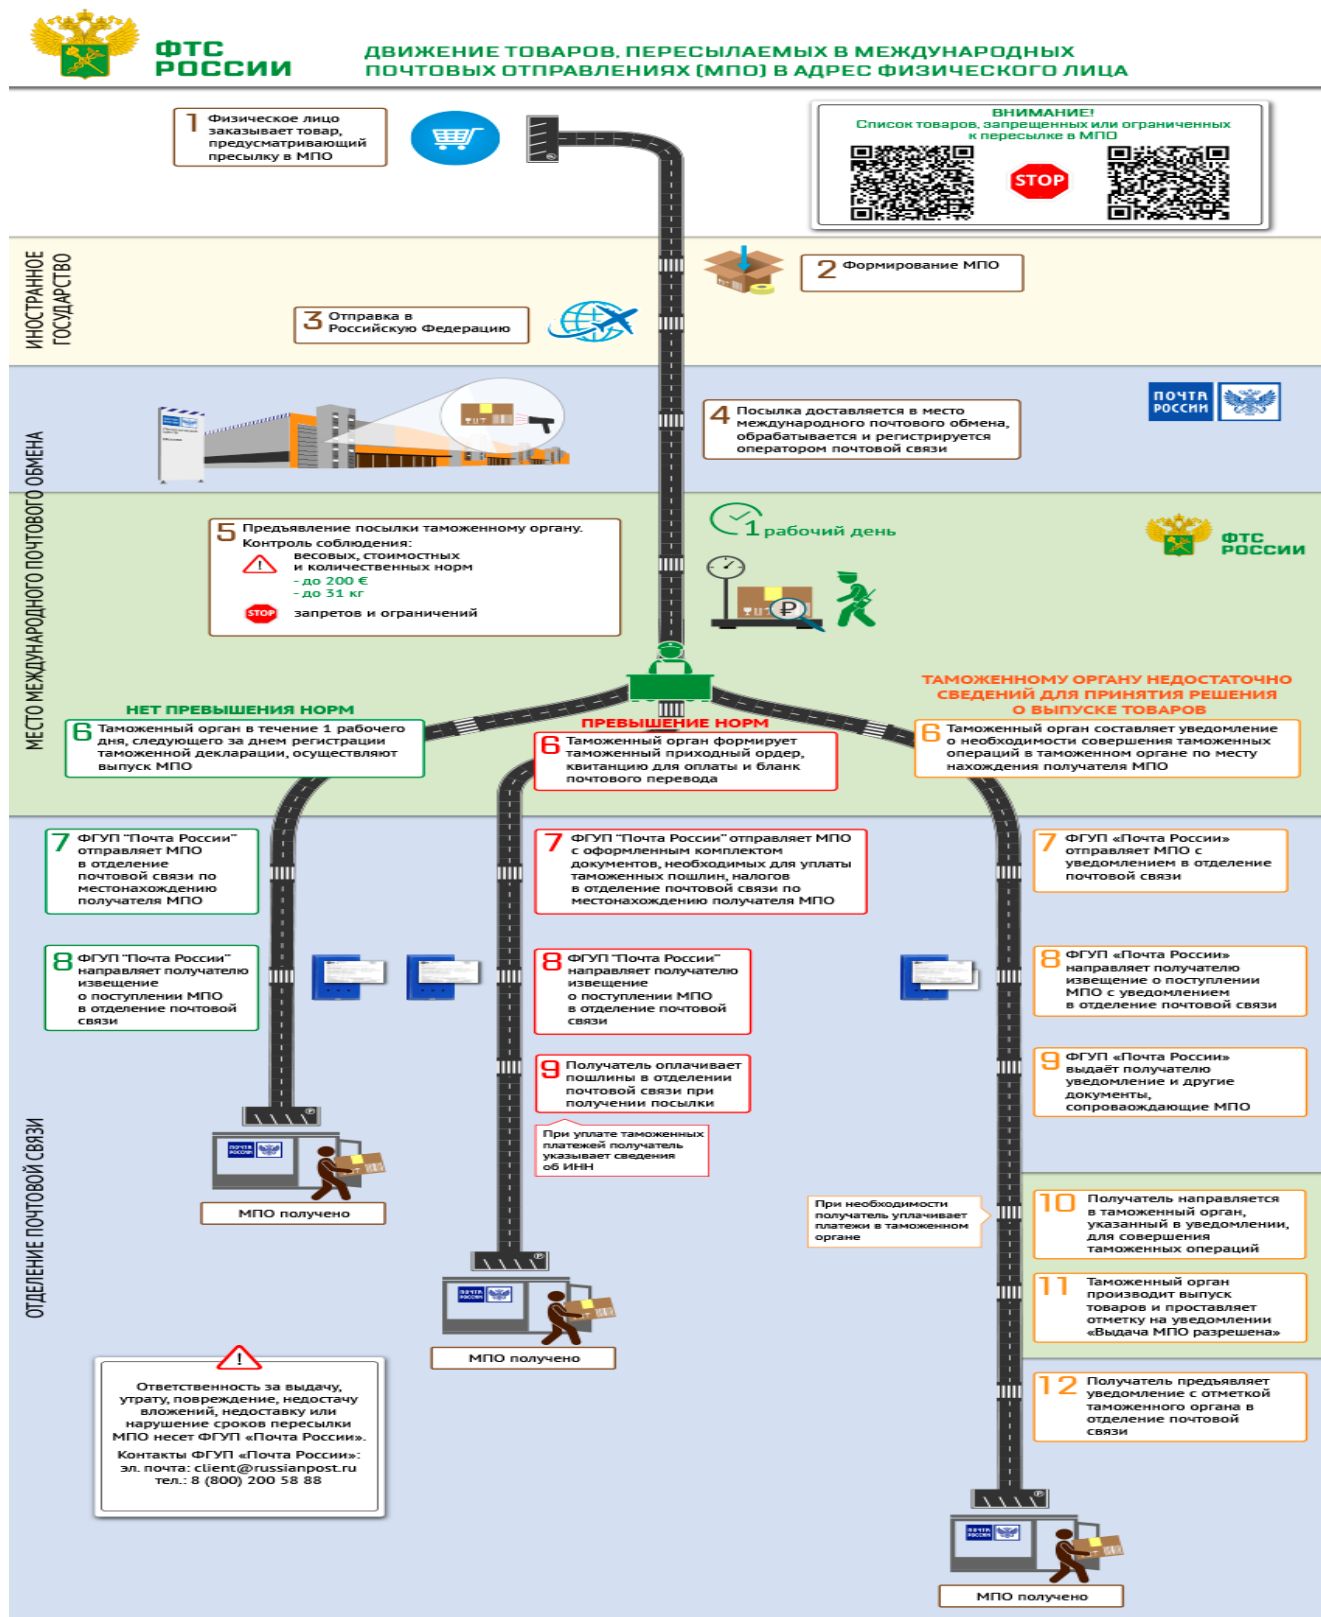 ФТС
РОССИИ
ДВИЖЕНИЕ ТОВАРОВ, ПЕРЕСЫЛАЕМЫХ В МЕЖДУНАРОДНЫХ
ПОЧТОВЫХ ОТПРАВЛЕНИЯХ (МПО) В АДРЕС ФИЗИЧЕСКОГО ЛИЦА
1 Физическое лицо
заказывает товар,
предусматривающий
пресылку в МПО
ВНИМАНИЕ!
Список товаров, запрещенных или ограниченных
к пересылке в МПО
STOP
ИНОСТРАННОЕ
ГОСУДАРСТВО
2 Формирование МПО
3 Отправка в
Российскую Федерацию
МЕСТО МЕЖДУНАРОДНОГО ПОЧТОВОГО ОБМЕНА
ПОЧТА
РОССИИ
4 Посылка доставляется в место
международного почтового обмена,
обрабатывается и регистрируется
оператором почтовой связи
5 Предъявление посылки таможенному органу.
Контроль соблюдения:
весовых, стоимостных
и количественных норм
- до 200 €
- до 31 кг
STOP запретов и ограничений
1 рабочий день
₽
ФТС
РОССИИ
НЕТ ПРЕВЫШЕНИЯ НОРМ
6 Таможенный орган в течение 1 рабочего
дня, следующего за днем регистрации
таможенной декларации, осуществляют
выпуск МПО
ПРЕВЫШЕНИЕ НОРМ
6 Таможенный орган формирует
таможенный приходный ордер,
квитанцию для оплаты и бланк
почтового перевода
ТАМОЖЕННОМУ ОРГАНУ НЕДОСТАТОЧНО
СВЕДЕНИЙ ДЛЯ ПРИНЯТИЯ РЕШЕНИЯ
О ВЫПУСКЕ ТОВАРОВ
6 Таможенный орган составляет уведомление
о необходимости совершения таможенных
операций в таможенном органе по месту
нахождения получателя МПО
ОТДЕЛЕНИЕ ПОЧТОВОЙ СВЯЗИ
7 ФГУП "Почта России"
отправляет МПО
в отделение
почтовой связи по
местонахождению
получателя МПО
7 ФГУП "Почта России" отправляет МПО
с оформленным комплектом
документов, необходимых для уплаты
таможенных пошлин, налогов
в отделение почтовой связи по
местонахождению получателя МПО
7 ФГУП «Почта России»
отправляет МПО с
уведомлением в отделение
почтовой связи
8 ФГУП "Почта России"
направляет получателю
извещение
о поступлении МПО
в отделение почтовой
связи
8 ФГУП "Почта России"
направляет получателю
извещение
о поступлении МПО
в отделение почтовой
связи
8 ФГУП «Почта России»
направляет получателю
извещение о поступлении
МПО с уведомлением
в отделение почтовой связи
9 Получатель оплачивает
пошлины в отделении
почтовой связи при
получении посылки
При уплате таможенных
платежей получатель
указывает сведения
об ИНН
9 ФГУП «Почта России»
выдаёт получателю
уведомление и другие
документы,
сопроваождающие МПО
ПОЧТА
РОССИИ
МПО получено
При необходимости
получатель уплачивает
платежи в таможенном
органе
10 Получатель направляется
в таможенный орган,
указанный в уведомлении,
для совершения
таможенных операций
11 Таможенный орган
производит выпуск
товаров и проставляет
отметку на уведомлении
«Выдача МПО разрешена»
ПОЧТА
РОССИИ
МПО получено
12 Получатель предъявляет
уведомление с отметкой
таможенного органа в
отделение почтовой
связи
Ответственность за выдачу,
утрату, повреждение, недостачу
вложений, недоставку или
нарушение сроков пересылки
МПО несет ФГУП «Почта России».
Контакты ФГУП «Почта России»:
эл. почта: client@russianpost.ru
тел.: 8 (800) 200 58 88
ПОЧТА
РОССИИ
МПО получено